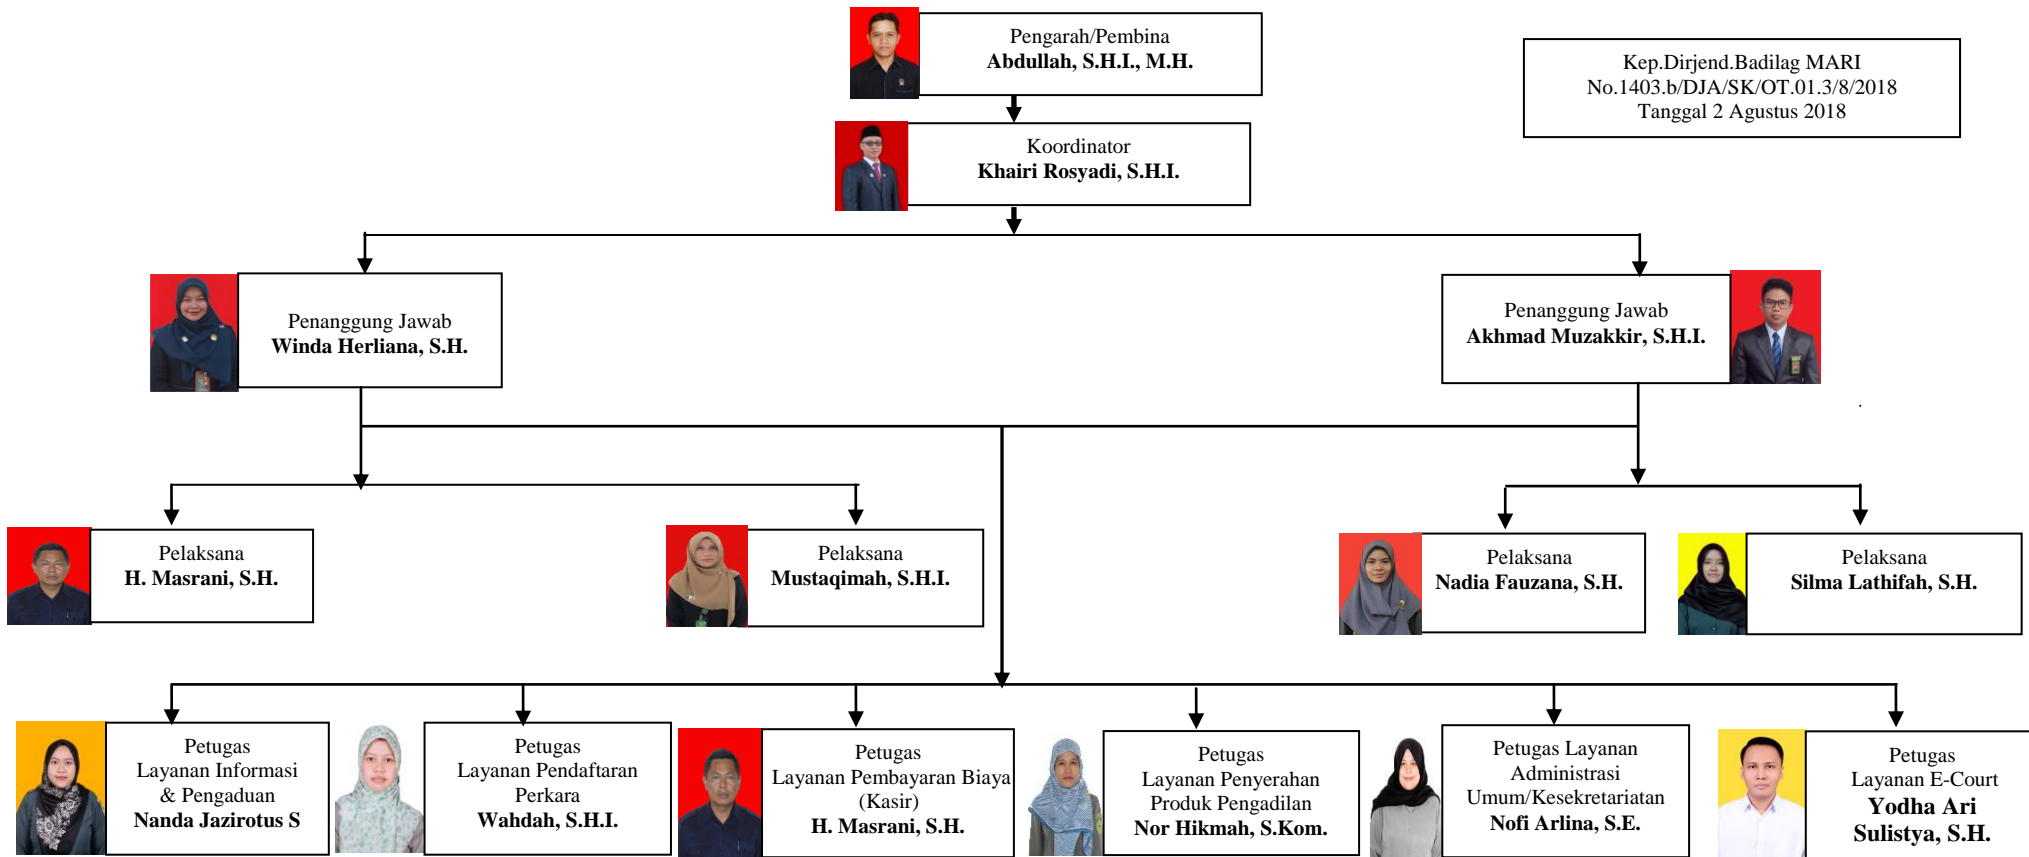 Pengarah/Pembina
Abdullah, S.H.I., M.H.
Kep.Dirjend.Badilag MARI
No.1403.b/DJA/SK/OT.01.3/8/2018
Tanggal 2 Agustus 2018
Koordinator
Khairi Rosyadi, S.H.I.
Penanggung Jawab
Winda Herliana, S.H.
Penanggung Jawab
Akhmad Muzakkir, S.H.I.
.
Pelaksana
H. Masrani, S.H.
Pelaksana
Mustaqimah, S.H.I.
Pelaksana
Nadia Fauzana, S.H.
Pelaksana
Silma Lathifah, S.H.
Petugas
Layanan Informasi
& Pengaduan
Nanda Jazirotus S
Petugas
Layanan Pendaftaran
Perkara
Wahdah, S.H.I.
Petugas
Layanan Pembayaran Biaya
(Kasir)
H. Masrani, S.H.
Petugas
Layanan Penyerahan
Produk Pengadilan
Nor Hikmah, S.Kom.
Petugas Layanan
Administrasi
Umum/Kesekretariatan
Nofi Arlina, S.E.
Petugas
Layanan E-Court
Yodha Ari
Sulistya, S.H.